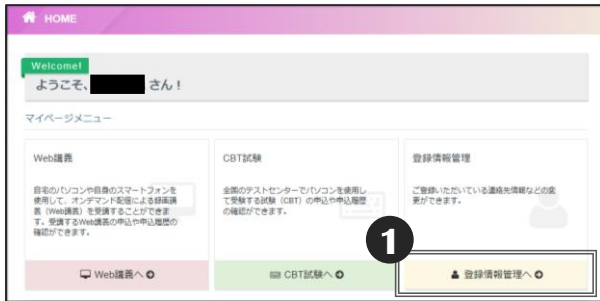 HOME
Welcome!
ようこそ、 さん！
マイページメニュー
Web講義
自宅のパソコンや自身のスマートフォンを
使用して、オンデマンド配信による録画講
義（Web講義）を受講することができま
す。受講するWeb講義の申込や申込履歴の
確認ができます。
Web講義へ
CBT試験
全国のテストセンターでパソコンを使用し
て受験する試験（CBT）の申込や申込履歴
の確認ができます。
CBT試験へ
登録情報管理
ご登録いただいている連絡先情報などの変
更ができます。
1
登録情報管理へ